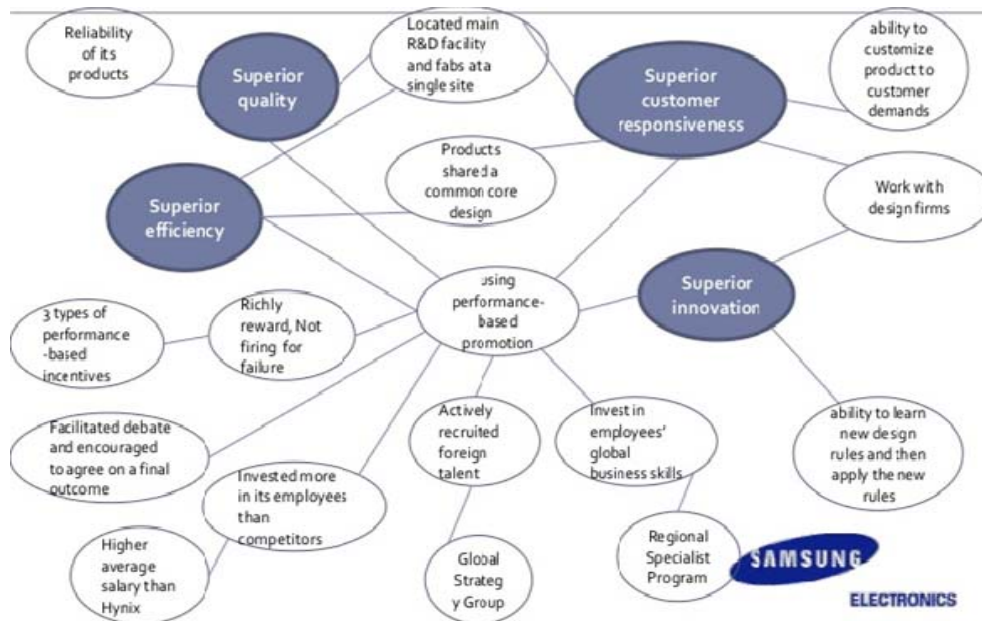 Reliability
of its
products
Superior
quality
Located main
R&D facility
and fabs at a
single site
Superior
customer
responsiveness
ability to
customize
product to
customer
demands
Products
shared a
common core
design
Work with
design firms
Superior
efficiency
Superior
innovation
using
performance-
based
promotion
3 types of
performance
-based
incentives
Richly
reward, Not
firing for
failure
Facilitated debate
and encouraged
to agree on a final
outcome
Invested more
in its employees
than
competitors
Actively
recruited
foreign
talent
Invest in
employees'
global
business skills
ability to learn
new design
rules and then
apply the new
rules
Higher
average
salary than
Hynix
Global
Strateg
y Group
Regional
Specialist
Program
SAMSUNG
ELECTRONICS